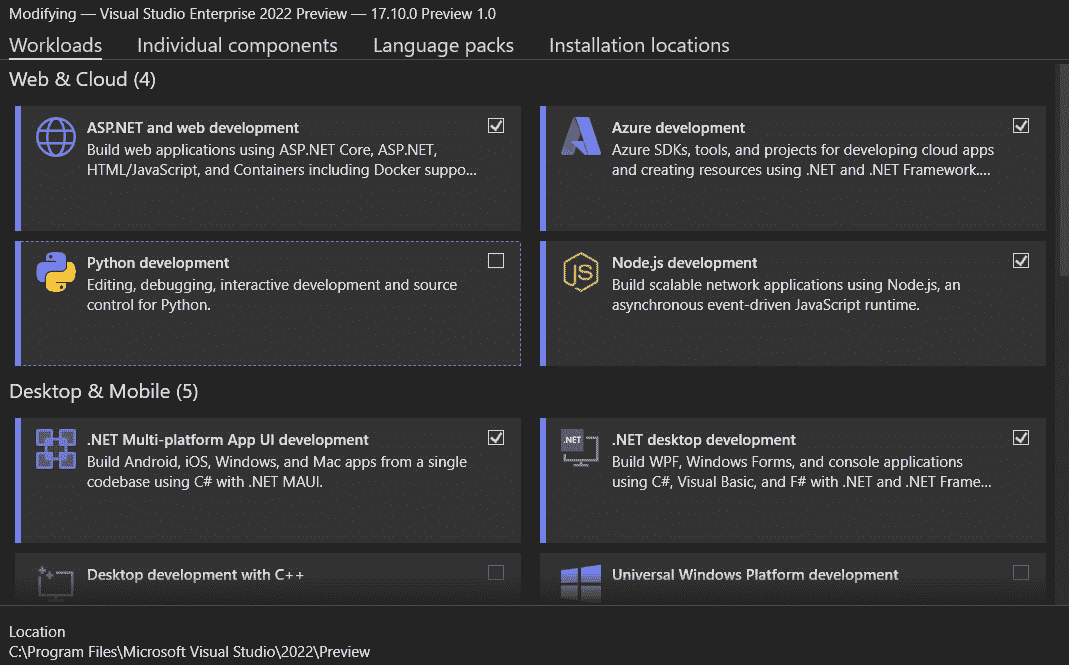 Modifying — Visual Studio Enterprise 2022 Preview — 17.10.0 Preview 1.0
Workloads Individual components Language packs Installation locations
Web & Cloud (4)
ASP.NET and web development
Build web applications using ASP.NET Core, ASP.NET,
HTML/JavaScript, and Containers including Docker suppo...
Azure development
Azure SDKs, tools, and projects for developing cloud apps
and creating resources using .NET and .NET Framework....
Python development
Editing, debugging, interactive development and source
control for Python.
JS
Node.js development
Build scalable network applications using Node.js, an
asynchronous event-driven JavaScript runtime.
Desktop & Mobile (5)
.NET Multi-platform App UI development
Build Android, iOS, Windows, and Mac apps from a single
codebase using C# with .NET MAUI.
.NET
.NET desktop development
Build WPF, Windows Forms, and console applications
using C#, Visual Basic, and F# with .NET and .NET Frame...
Desktop development with C++
Universal Windows Platform development
Location
C:\Program Files\Microsoft Visual Studio\2022\Preview